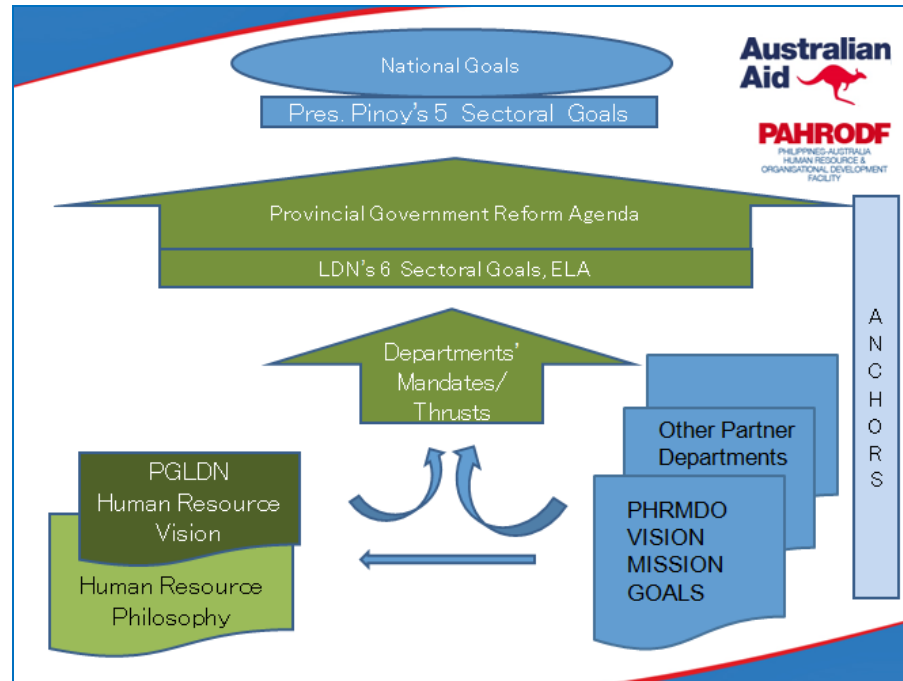 National Goals
Pres. Pinoy's 5 Sectoral Goals
Australian
Aid
PAHRODF
PHILIPPINES-AUSTRALIA
HUMAN RESOURCE &
ORGANISATIONAL DEVELOPMENT
FACILITY
Provincial Government Reform Agenda
LDN's 6 Sectoral Goals, ELA
Departments'
Mandates/
Thrusts
A
N
C
H
O
R
S
Other Partner
Departments
PGLDN
Human Resource
Vision
Human Resource
Philosophy
PHRMDO
VISION
MISSION
GOALS